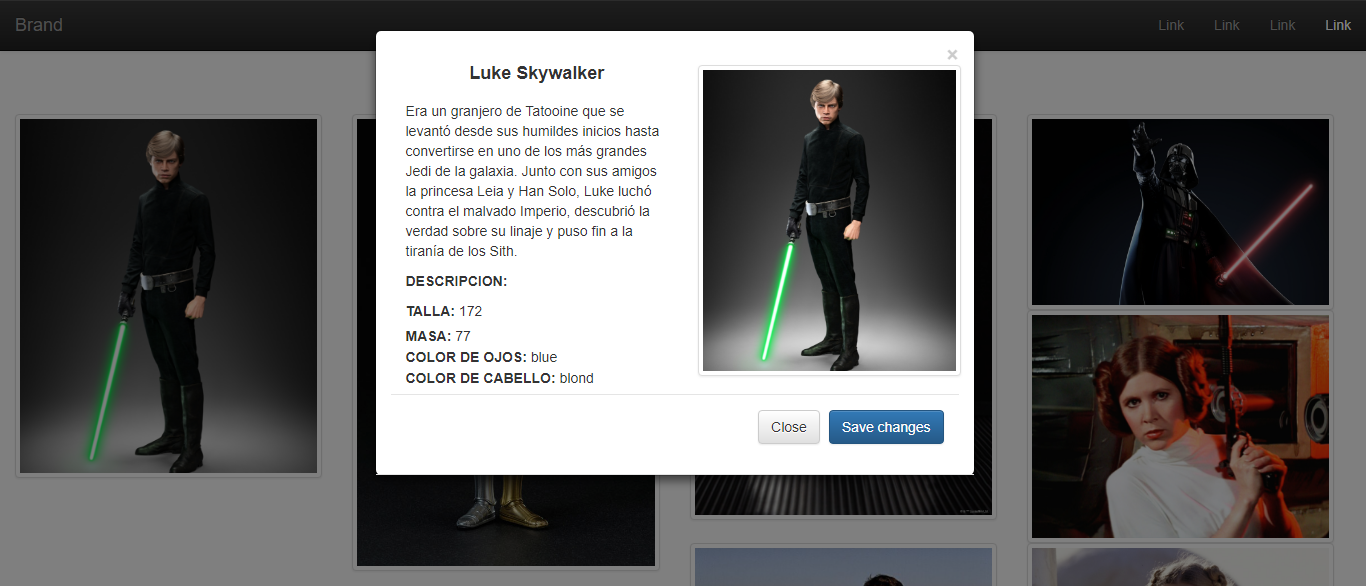 Brand
Link Link Link Link
×
Luke Skywalker
Era un granjero de Tatooine que se
levantó desde sus humildes inicios hasta
convertirse en uno de los más grandes
Jedi de la galaxia. Junto con sus amigos
la princesa Leia y Han Solo, Luke luchó
contra el malvado Imperio, descubrió la
verdad sobre su linaje y puso fin a la
tiranía de los Sith.
DESCRIPCION:
TALLA: 172
MASA: 77
COLOR DE OJOS: blue
COLOR DE CABELLO: blond
Close
Save changes